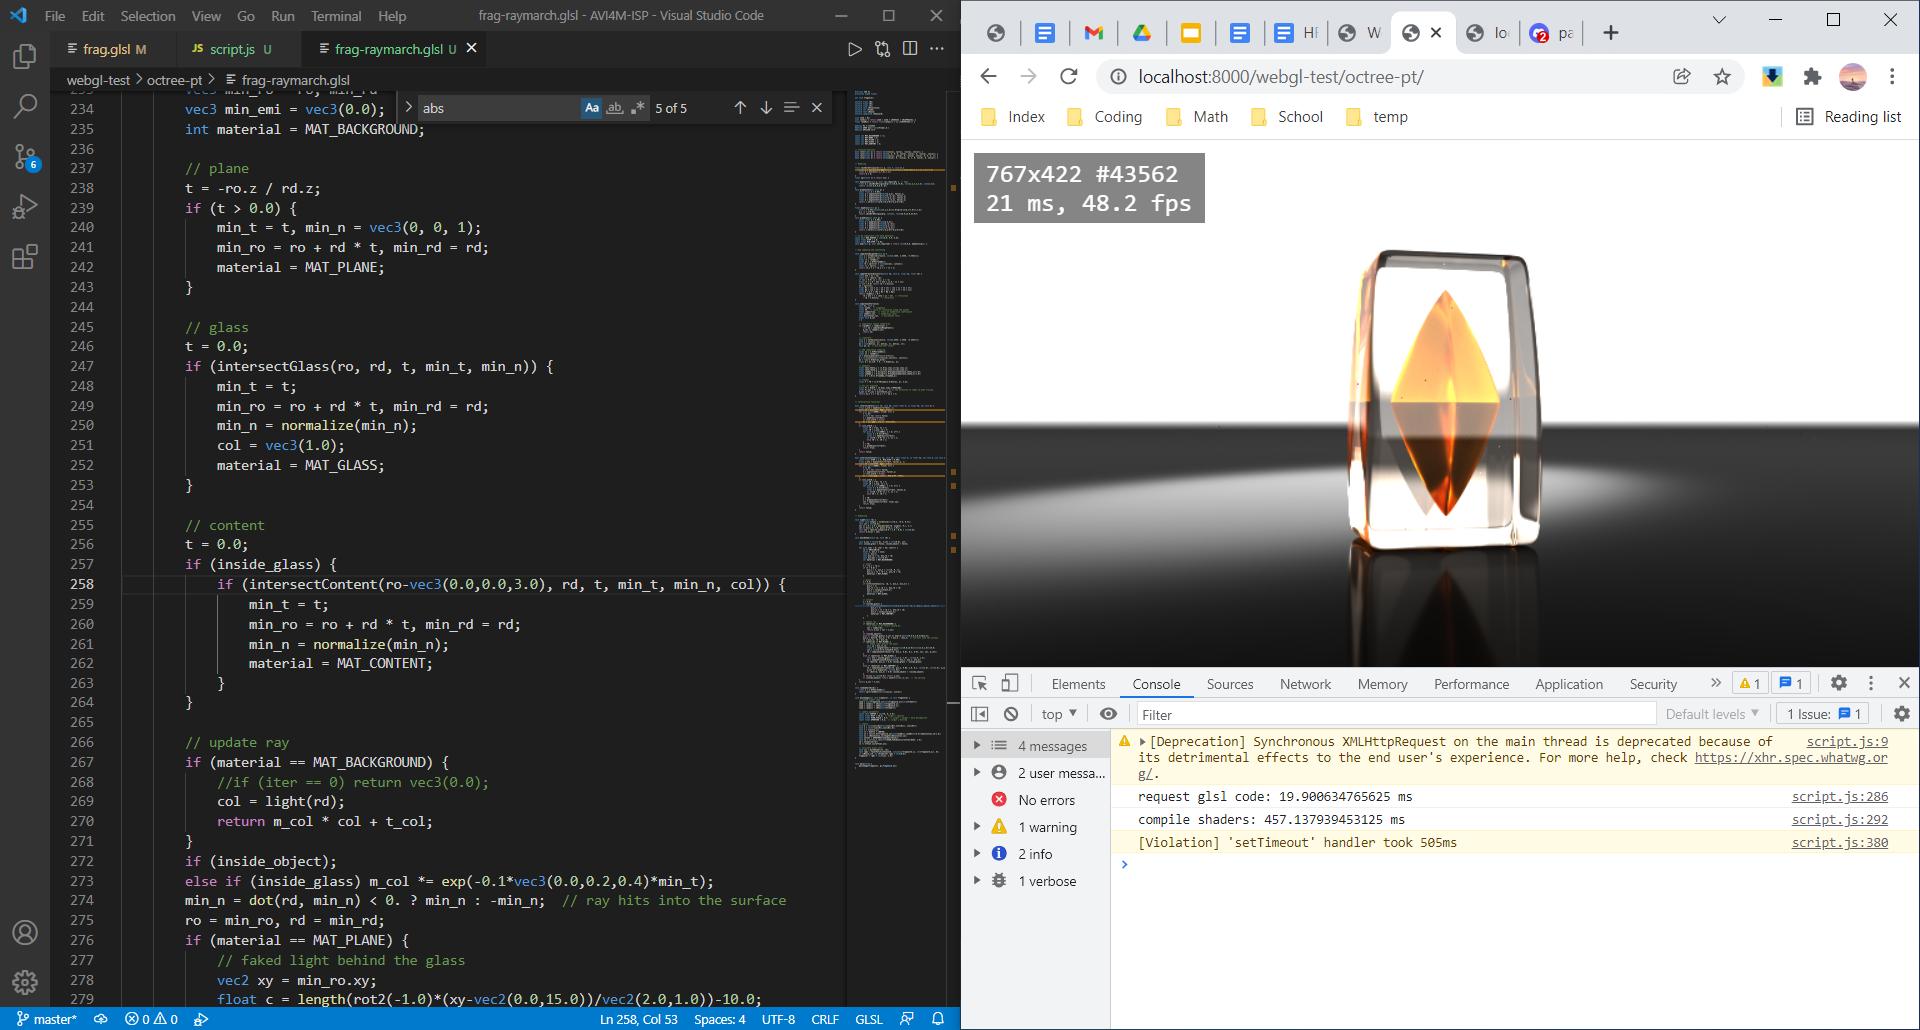 File Edit Selection View Go Run Terminal Help frag-raymarch.glsl - AVI4M-ISP - Visual Studio Code
frag.glsl M JS script.js U frag-raymarch.glsl U
webgl-test > octree-pt > frag-raymarch.glsl
abs Aa ab 5 of 5
234 vec3 min_emi = vec3(0.0);
235 int material = MAT_BACKGROUND;
236
237 // plane
238 t = -ro.z / rd.z;
239 if (t > 0.0) {
240 min_t = t, min_n = vec3(0, 0, 1);
241 min_ro = ro + rd * t, min_rd = rd;
242 material = MAT_PLANE;
243 }
244
245 // glass
246 t = 0.0;
247 if (intersectGlass(ro, rd, t, min_t, min_n)) {
248 min_t = t;
249 min_ro = ro + rd * t, min_rd = rd;
250 min_n = normalize(min_n);
251 col = vec3(1.0);
252 material = MAT_GLASS;
253 }
254
255 // content
256 t = 0.0;
257 if (inside_glass) {
258 if (intersectContent(ro-vec3(0.0,0.0,3.0), rd, t, min_t, min_n, col)) {
259 min_t = t;
260 min_ro = ro + rd * t, min_rd = rd;
261 min_n = normalize(min_n);
262 material = MAT_CONTENT;
263 }
264 }
265
266 // update ray
267 if (material == MAT_BACKGROUND) {
268 //if (iter == 0) return vec3(0.0);
269 col = light(rd);
270 return m_col * col + t_col;
271 }
272 if (inside_object);
273 else if (inside_glass) m_col *= exp(-0.1*vec3(0.0,0.2,0.4)*min_t);
274 min_n = dot(rd, min_n) < 0. ? min_n : -min_n; // ray hits into the surface
275 ro = min_ro, rd = min_rd;
276 if (material == MAT_PLANE) {
277 // faked light behind the glass
278 vec2 xy = min_ro.xy;
279 float c = length(rot2(-1.0)*(xy-vec2(0.0,15.0))/vec2(2.0,1.0))-10.0;
6
master* 0 0 Ln 258, Col 53 Spaces: 4 UTF-8 CRLF GLSL
localhost:8000/webgl-test/octree-pt/
Index Coding Math School temp Reading list
767x422 #43562
21 ms, 48.2 fps
Elements Console Sources Network Memory Performance Application Security » 1 1
top Filter Default levels 1 Issue: 1
4 messages
2 user messa...
No errors
1 warning
2 info
1 verbose
[Deprecation] Synchronous XMLHttpRequest on the main thread is deprecated because of script.js:9
its detrimental effects to the end user's experience. For more help, check https://xhr.spec.whatwg.or
g/.
request glsl code: 19.900634765625 ms script.js:286
compile shaders: 457.137939453125 ms script.js:292
[Violation] 'setTimeout' handler took 505ms script.js:380